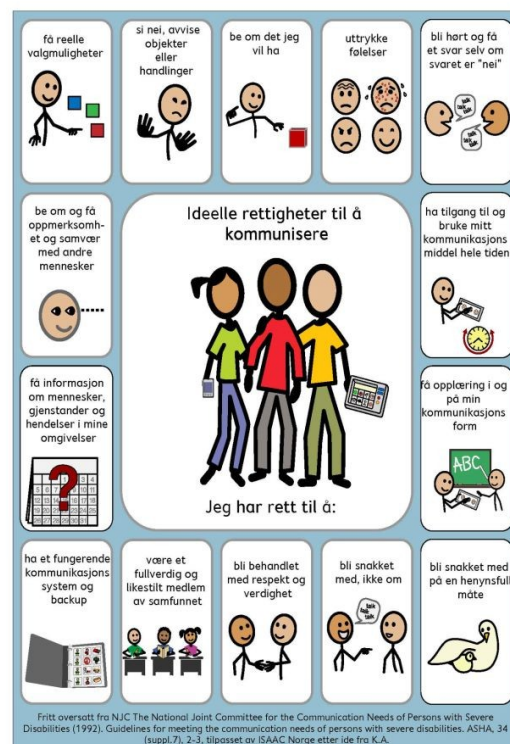 få reelle
valgmuligheter
si nei, avvise
objekter
eller
handlinger
be om det jeg
vil ha
uttrykke
følelser
bli hørt og få
et svar selv om
svaret er "nei"
talk
talk
talk
talk
talk
talk
be om og få
oppmerksomh-
et og samvær
med andre
mennesker
Ideelle rettigheter til å
kommunisere
ha tilgang til og
bruke mitt
kommunikasjons
middel hele tiden
få informasjon
om mennesker,
gjenstander og
hendelser i mine
omgivelser
?
Jeg har rett til å:
få opplæring i og
på min
kommunikasjons
form
ABC
ha et fungerende
kommunikasjons
system og
backup
være et
fullverdig og
likestilt medlem
av samfunnet
bli behandlet
med respekt og
verdighet
bli snakket
med, ikke om
talk
talk
talk
bli snakket med
på en henynsfull
måte
Fritt oversatt fra NJC The National Joint Committee for the Communication Needs of Persons with Severe
Disabilities (1992). Guidelines for meeting the communication needs of persons with severe disabilities. ASHA, 34
(suppl.7), 2-3, tilpasset av ISAAC Norge etter ide fra K.A.